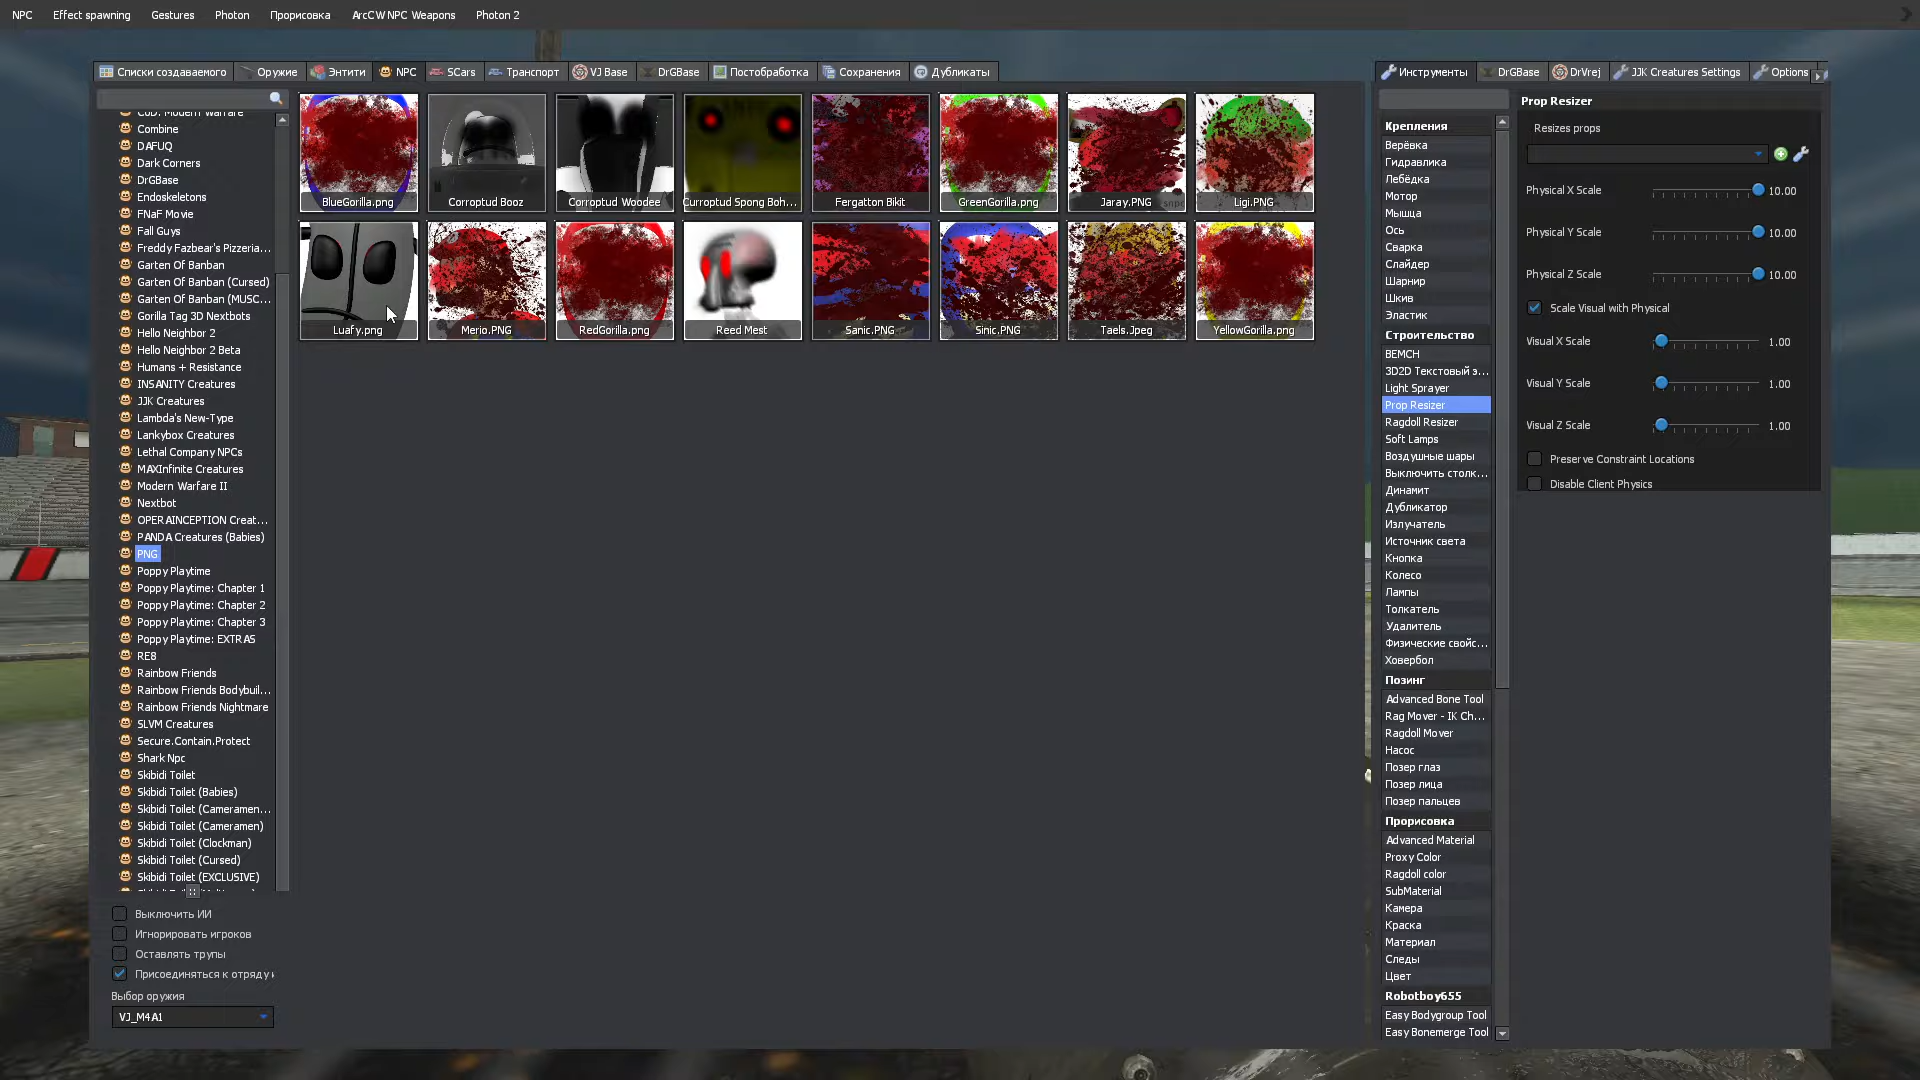 NPC
Effect spawning
Gestures
Photon
Прорисовка
ArcCW NPC Weapons
Photon 2
Списки создаваемого
Оружие
Энтити
NPC
SCars
Транспорт
VJ Base
DrGBase
Постобработка
Сохранения
Дубликаты
Combine
DAFUQ
Dark Corners
DrGBase
Endoskeletons
FNaF Movie
Fall Guys
Freddy Fazbear's Pizzeria...
Garten Of Banban
Garten Of Banban (Cursed)
Garten Of Banban (MUSC...
Gorilla Tag 3D Nextbots
Hello Neighbor 2
Hello Neighbor 2 Beta
Humans + Resistance
INSANITY Creatures
JJK Creatures
Lambda's New-Type
Lankybox Creatures
Lethal Company NPCs
MAXInfinite Creatures
Modern Warfare II
Nextbot
OPERAINCEPTION Creat...
PANDA Creatures (Babies)
PNG
Poppy Playtime
Poppy Playtime: Chapter 1
Poppy Playtime: Chapter 2
Poppy Playtime: Chapter 3
Poppy Playtime: EXTRAS
RE8
Rainbow Friends
Rainbow Friends Bodybuil...
Rainbow Friends Nightmare
SLVM Creatures
Secure.Contain.Protect
Shark Npc
Skibidi Toilet
Skibidi Toilet (Babies)
Skibidi Toilet (Cameramen...
Skibidi Toilet (Cameramen)
Skibidi Toilet (Clockman)
Skibidi Toilet (Cursed)
Skibidi Toilet (EXCLUSIVE)
Выключить ИИ
Игнорировать игроков
Оставлять трупы
Присоединяться к отряду
Выбор оружия
VJ_M4A1
BlueGorilla.png
Corroptud Booz
Corroptud Woodee
Curroptud Spong Boh...
Fergatton Bikit
GreenGorilla.png
Jaray.PNG
Ligi.PNG
Luafy.png
Merio.PNG
RedGorilla.png
Reed Mest
Sanic.PNG
Sinic.PNG
Taels.Jpeg
YellowGorilla.png
Инструменты
DrGBase
DrVrej
JJK Creatures Settings
Options
Крепления
Верёвка
Гидравлика
Лебёдка
Мотор
Мышца
Ось
Сварка
Слайдер
Шарнир
Шкив
Эластик
Строительство
BEMCH
3D2D Текстовый э...
Light Sprayer
Prop Resizer
Ragdoll Resizer
Soft Lamps
Воздушные шары
Выключить столк...
Динамит
Дубликатор
Излучатель
Источник света
Кнопка
Колесо
Лампы
Толкатель
Удалитель
Физические свойс...
Ховербол
Позинг
Advanced Bone Tool
Rag Mover - IK Ch...
Ragdoll Mover
Насос
Позер глаз
Позер лица
Позер пальцев
Прорисовка
Advanced Material
Proxy Color
Ragdoll color
SubMaterial
Камера
Краска
Материал
Следы
Цвет
Robotboy655
Easy Bodygroup Tool
Easy Bonemerge Tool
Prop Resizer
Resizes props
Physical X Scale 10.00
Physical Y Scale 10.00
Physical Z Scale 10.00
Scale Visual with Physical
Visual X Scale 1.00
Visual Y Scale 1.00
Visual Z Scale 1.00
Preserve Constraint Locations
Disable Client Physics